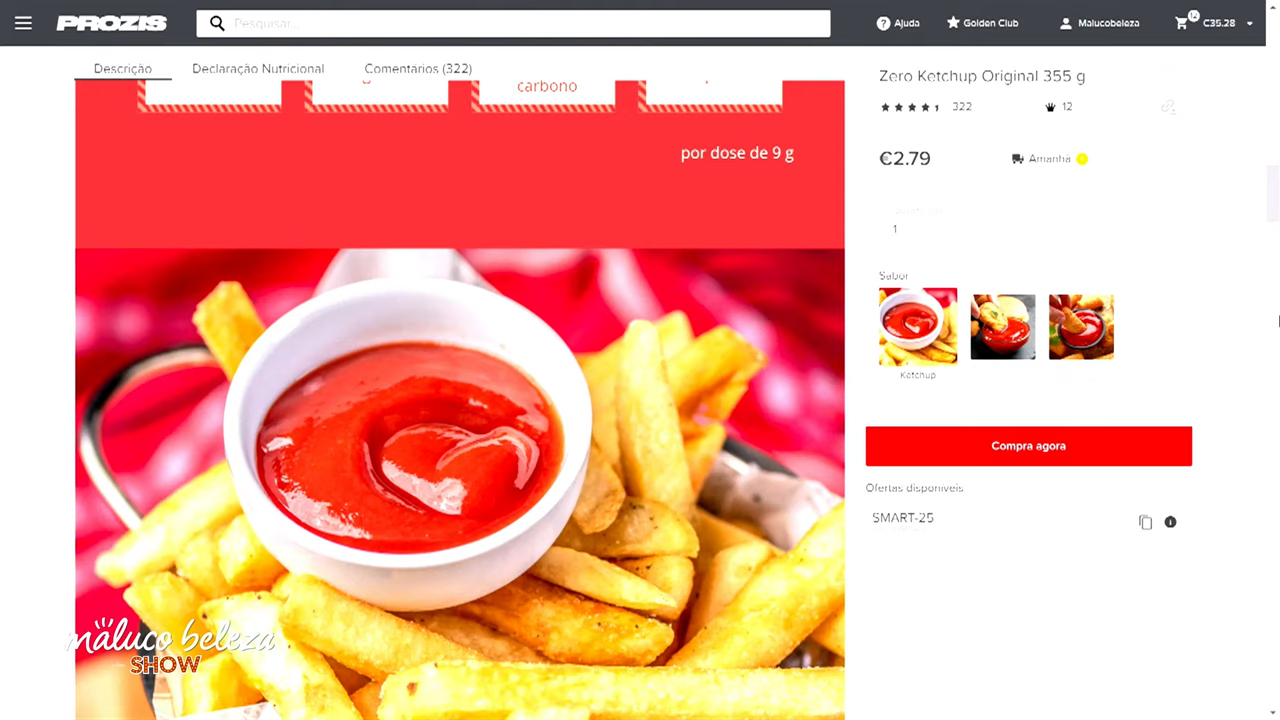 PROZIS
Pesquisar...
Ajuda
Golden Club
Malucobeleza
12
€35.28
Descrição
Declaração Nutricional
Comentários (322)
carbono
por dose de 9 g
Zero Ketchup Original 355 g
322
12
€2.79
Amanhã
1
Sabor
Ketchup
Compra agora
Ofertas disponíveis
SMART-25
maluco beleza
SHOW